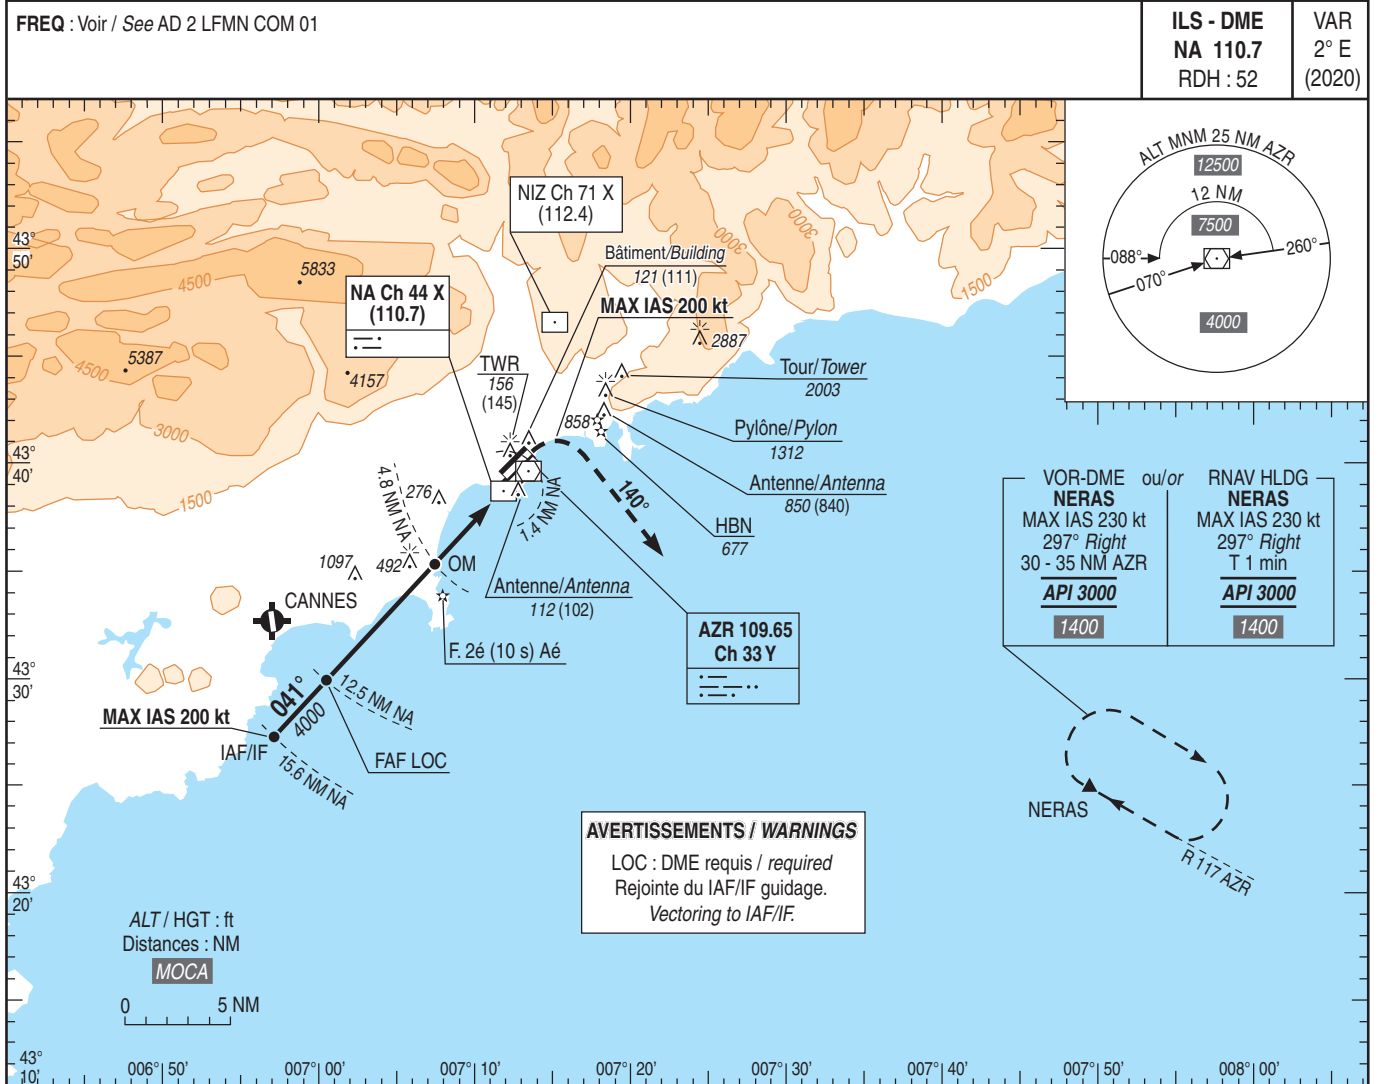 FREQ : Voir / See AD 2 LFMN COM 01
ILS - DME
NA 110.7
RDH : 52
VAR
2° E
(2020)
ALT MNM 25 NM AZR
12500
12 NM
7500
088°
070°
260°
4000
NIZ Ch 71 X
(112.4)
Bâtiment/Building
121 (111)
MAX IAS 200 kt
NA Ch 44 X
(110.7)
43°
50'
5833
4500
5387
4500
4157
3000
1500
3000
3000
1500
2887
TWR
156
(145)
Tour/Tower
2003
858
Pylône/Pylon
1312
Antenne/Antenna
850 (840)
HBN
677
43°
40'
4.8 NM NA
276
1.4 NM NA
140°
1097
492
OM
Antenne/Antenna
112 (102)
CANNES
F. 2é (10 s) Aé
AZR 109.65
Ch 33 Y
VOR-DME
NERAS
MAX IAS 230 kt
297° Right
30 - 35 NM AZR
API 3000
1400
ou/or
RNAV HLDG
NERAS
MAX IAS 230 kt
297° Right
T 1 min
API 3000
1400
43°
30'
041°
4000
12.5 NM NA
MAX IAS 200 kt
IAF/IF
15.6 NM NA
FAF LOC
NERAS
R 117 AZR
AVERTISSEMENTS / WARNINGS
LOC : DME requis / required
Rejointe du IAF/IF guidage.
Vectoring to IAF/IF.
43°
20'
ALT / HGT : ft
Distances : NM
MOCA
0 5 NM
43°
10'
006° 50'
007° 00'
007° 10'
007° 20'
007° 30'
007° 40'
007° 50'
008° 00'